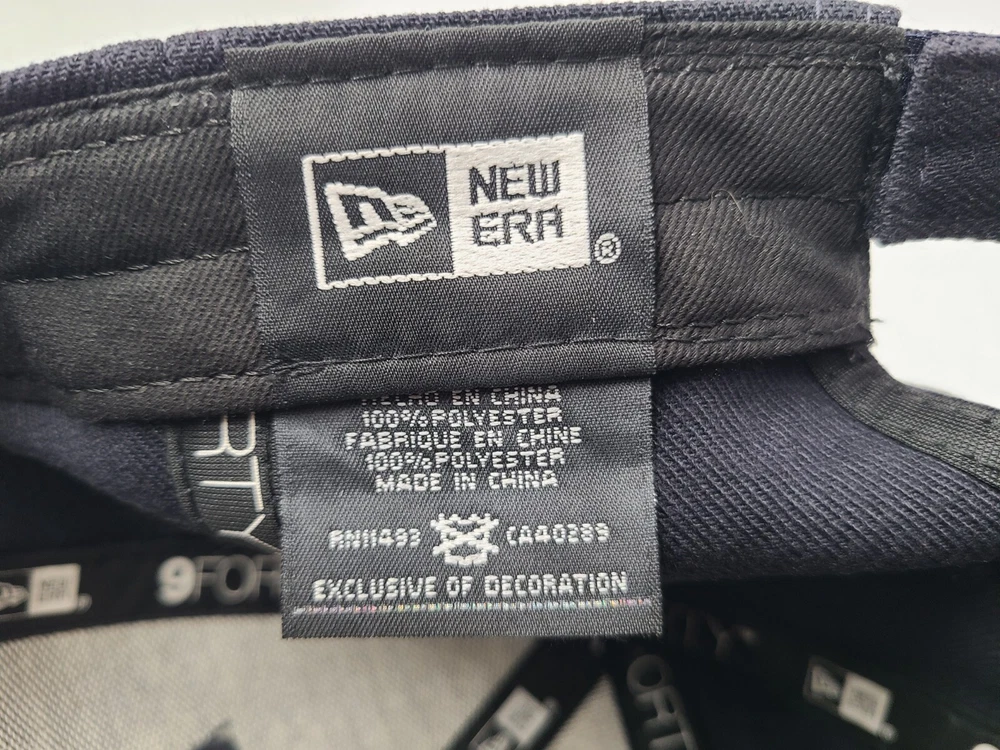 NEW
ERA
®
HECHO EN CHINA
100% POLYESTER
FABRIQUE EN CHINE
100% POLYESTER
MADE IN CHINA
RN11493 CA40289
EXCLUSIVE OF DECORATION
RTY
9FOR